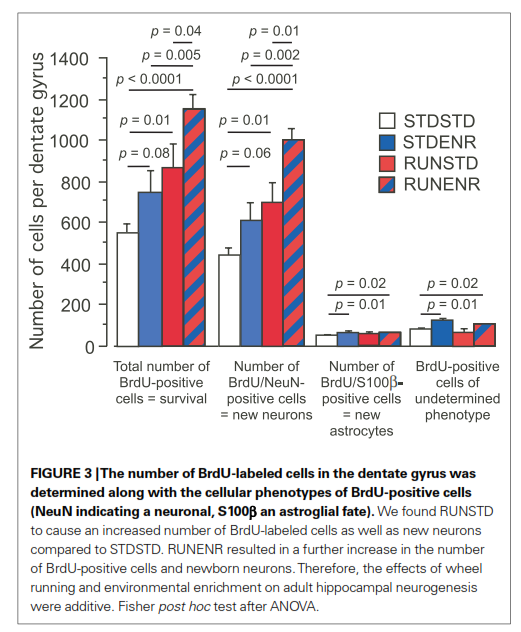 p = 0.04 p = 0.01
p = 0.005 p = 0.002
p < 0.0001 p < 0.0001
p = 0.01 p = 0.01
p = 0.08 p = 0.06
p = 0.02 p = 0.02
p = 0.01 p = 0.01
Number of cells per dentate gyrus
1400
1200
1000
800
600
400
200
0
STDSTD
STDENR
RUNSTD
RUNENR
Total number of
BrdU-positive
cells = survival
Number of
BrdU/NeuN-
positive cells
= new neurons
Number of
BrdU/S100β-
positive cells
= new
astrocytes
BrdU-positive
cells of
undetermined
phenotype
FIGURE 3 | The number of BrdU-labeled cells in the dentate gyrus was
determined along with the cellular phenotypes of BrdU-positive cells
(NeuN indicating a neuronal, S100β an astroglial fate). We found RUNSTD
to cause an increased number of BrdU-labeled cells as well as new neurons
compared to STDSTD. RUNENR resulted in a further increase in the number
of BrdU-positive cells and newborn neurons. Therefore, the effects of wheel
running and environmental enrichment on adult hippocampal neurogenesis
were additive. Fisher post hoc test after ANOVA.